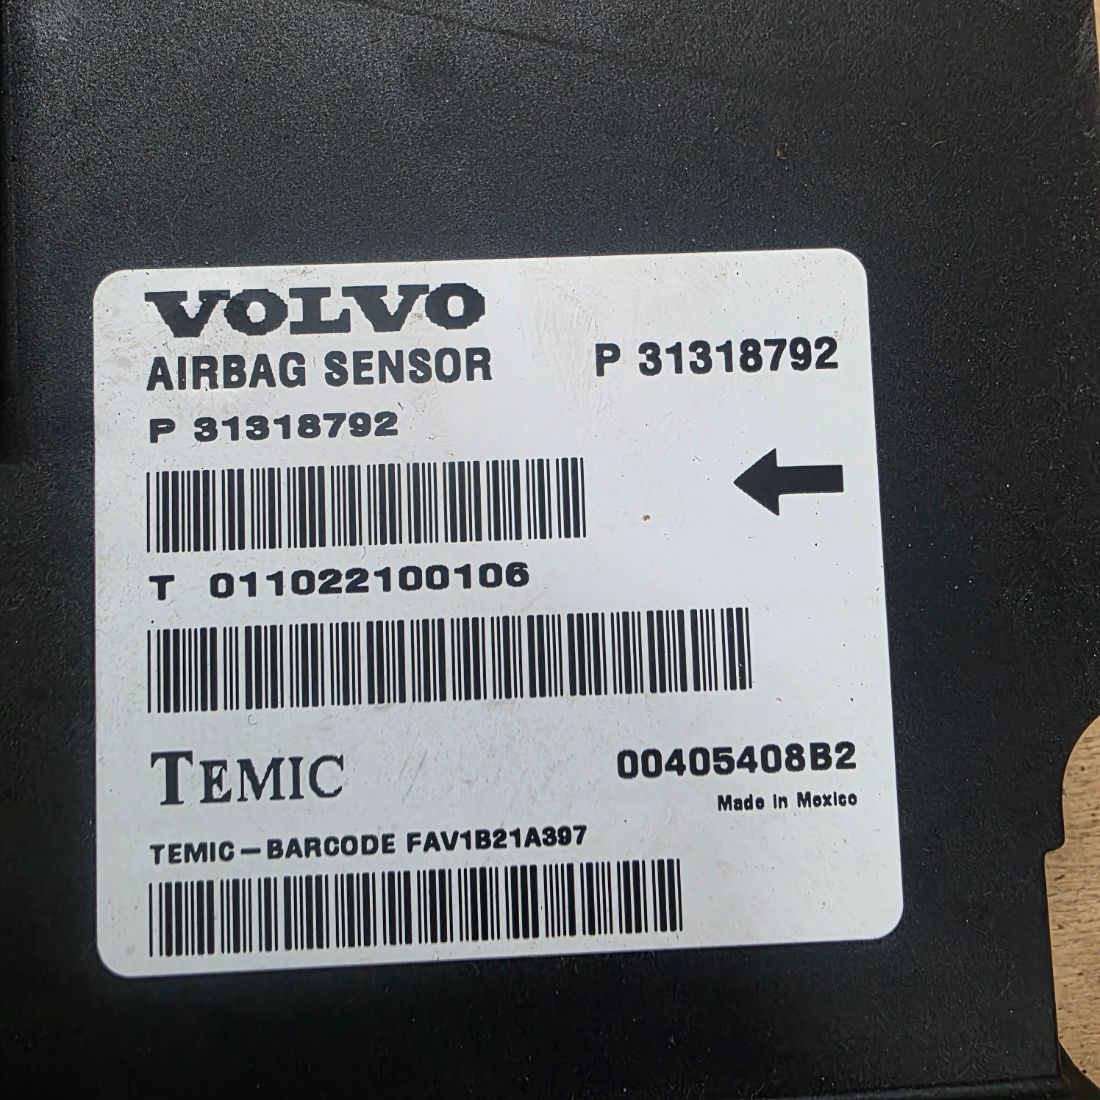 VOLVO
AIRBAG SENSOR P 31318792
P 31318792
T 011022100106
TEMIC 00405408B2
Made in Mexico
TEMIC-BARCODE FAV1B21A397